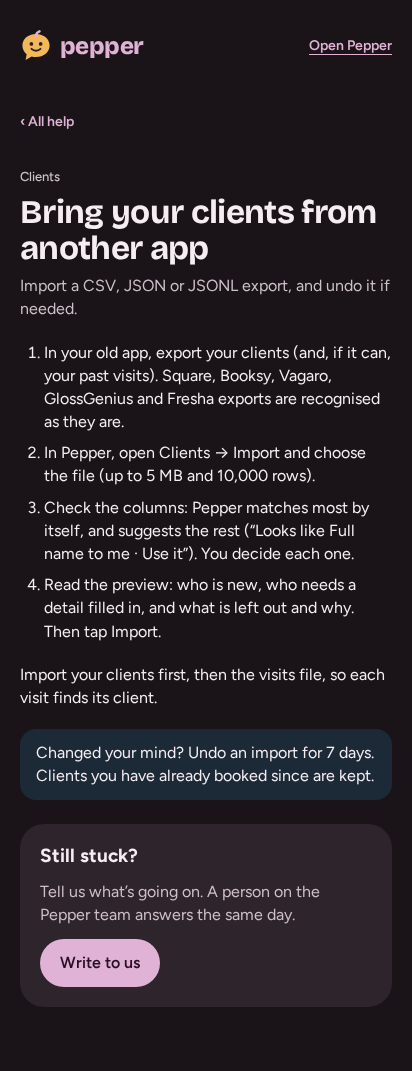 pepper
Open Pepper
‹ All help
Clients
Bring your clients from
another app
Import a CSV, JSON or JSONL export, and undo it if
needed.
1. In your old app, export your clients (and, if it can,
your past visits). Square, Booksy, Vagaro,
GlossGenius and Fresha exports are recognised
as they are.
2. In Pepper, open Clients → Import and choose
the file (up to 5 MB and 10,000 rows).
3. Check the columns: Pepper matches most by
itself, and suggests the rest (“Looks like Full
name to me · Use it”). You decide each one.
4. Read the preview: who is new, who needs a
detail filled in, and what is left out and why.
Then tap Import.
Import your clients first, then the visits file, so each
visit finds its client.
Changed your mind? Undo an import for 7 days.
Clients you have already booked since are kept.
Still stuck?
Tell us what’s going on. A person on the
Pepper team answers the same day.
Write to us